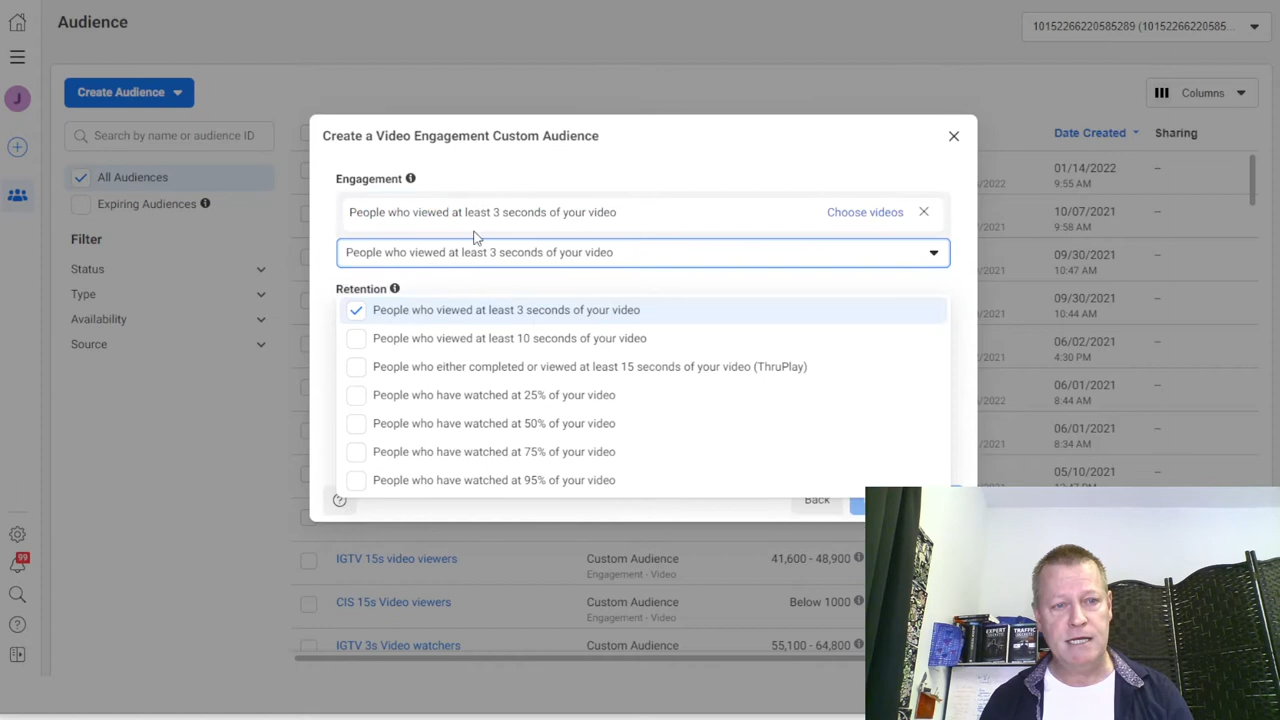 Audience
10152266220585289 (10152266220585...
Create Audience
Columns
Search by name or audience ID
Date Created
Sharing
All Audiences
Expiring Audiences
Filter
Status
Type
Availability
Source
J
99
Create a Video Engagement Custom Audience
Engagement
People who viewed at least 3 seconds of your video
Choose videos
People who viewed at least 3 seconds of your video
Retention
People who viewed at least 3 seconds of your video
People who viewed at least 10 seconds of your video
People who either completed or viewed at least 15 seconds of your video (ThruPlay)
People who have watched at 25% of your video
People who have watched at 50% of your video
People who have watched at 75% of your video
People who have watched at 95% of your video
Back
01/14/2022
--
/2022
9:55 AM
10/07/2021
--
9:58 AM
09/30/2021
--
10:47 AM
09/30/2021
--
10:44 AM
06/02/2021
--
4:30 PM
06/01/2021
--
/2022
8:44 AM
06/01/2021
--
8:34 AM
05/10/2021
--
IGTV 15s video viewers
Custom Audience
41,600 - 48,900
Engagement - Video
CIS 15s Video viewers
Custom Audience
Below 1000
Engagement - Video
IGTV 3s Video watchers
Custom Audience
55,100 - 64,800
EXPERT
TRAFFIC